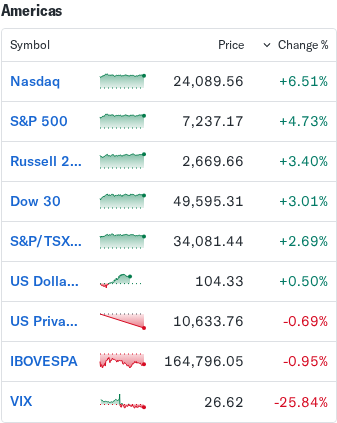 Americas
Symbol Price Change %
Nasdaq 24,089.56 +6.51%
S&P 500 7,237.17 +4.73%
Russell 2... 2,669.66 +3.40%
Dow 30 49,595.31 +3.01%
S&P/TSX... 34,081.44 +2.69%
US Dolla... 104.33 +0.50%
US Priva... 10,633.76 -0.69%
IBOVESPA 164,796.05 -0.95%
VIX 26.62 -25.84%